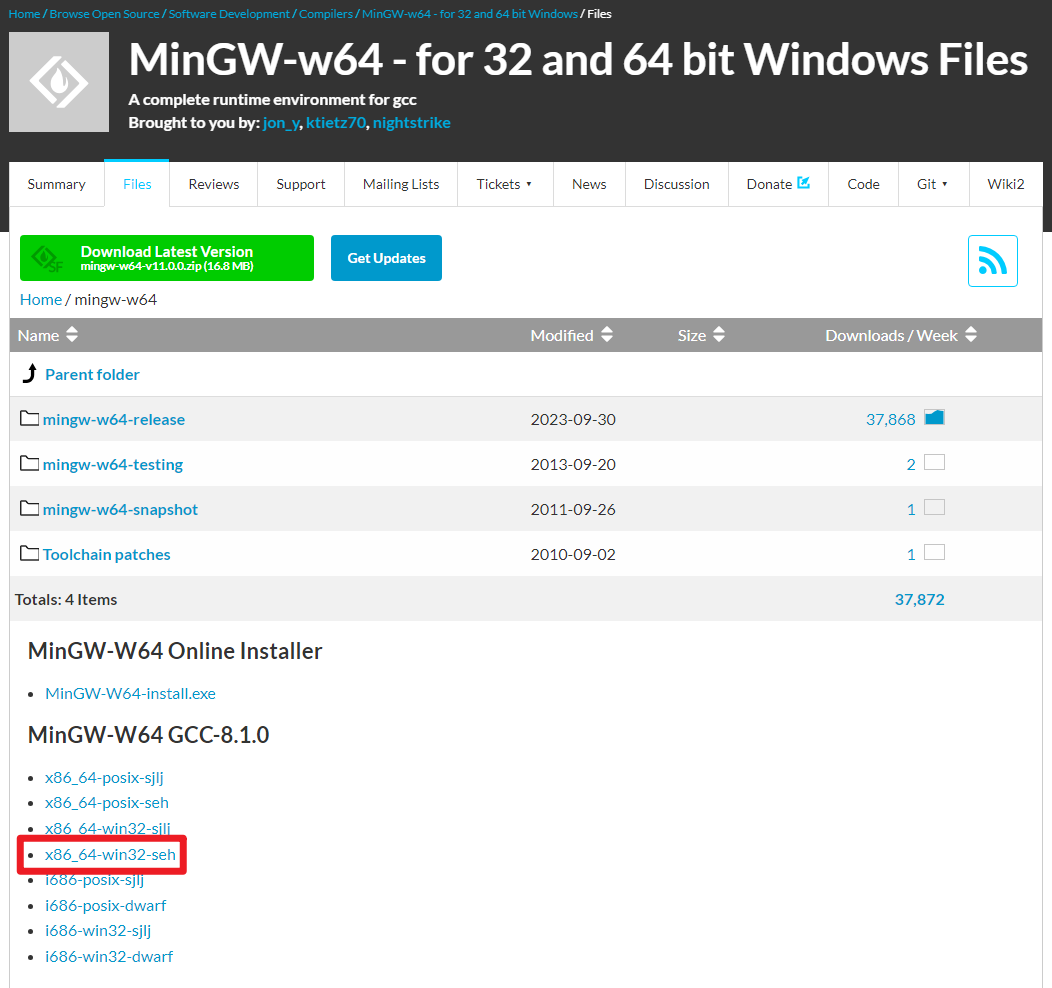 Home / Browse Open Source / Software Development / Compilers / MinGW-w64 - for 32 and 64 bit Windows / Files
MinGW-w64 - for 32 and 64 bit Windows Files
A complete runtime environment for gcc
Brought to you by: jon_y, ktietz70, nightstrike
Summary Files Reviews Support Mailing Lists Tickets ▾ News Discussion Donate Code Git ▾ Wiki2
Download Latest Version
mingw-w64-v11.0.0.zip (16.8 MB)
SF
Get Updates
Home / mingw-w64
Name Modified Size Downloads / Week
Parent folder
mingw-w64-release 2023-09-30 37,868
mingw-w64-testing 2013-09-20 2
mingw-w64-snapshot 2011-09-26 1
Toolchain patches 2010-09-02 1
Totals: 4 Items 37,872
MinGW-W64 Online Installer
• MinGW-W64-install.exe
MinGW-W64 GCC-8.1.0
• x86_64-posix-sjlj
• x86_64-posix-seh
• x86_64-win32-sjlj
• x86_64-win32-seh
• i686-posix-sjlj
• i686-posix-dwarf
• i686-win32-sjlj
• i686-win32-dwarf